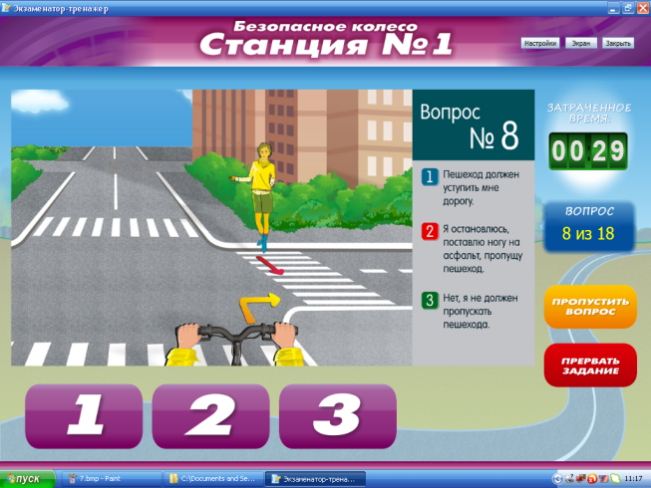 Экзаменатор-тренажер
Безопасное колесо
Станция №1
Настройки
Экран
Закрыть
Вопрос
№ 8
1 Пешеход должен
уступить мне
дорогу.
2 Я остановлюсь,
поставлю ногу на
асфальт, пропущу
пешеход.
3 Нет, я не должен
пропускать
пешехода.
ЗАТРАЧЕННОЕ
ВРЕМЯ:
00:29
ВОПРОС
8 из 18
ПРОПУСТИТЬ
ВОПРОС
ПРЕРВАТЬ
ЗАДАНИЕ
1
2
3
пуск
7.bmp - Paint
C:\Documents and Se...
Экзаменатор-трена...
11:17